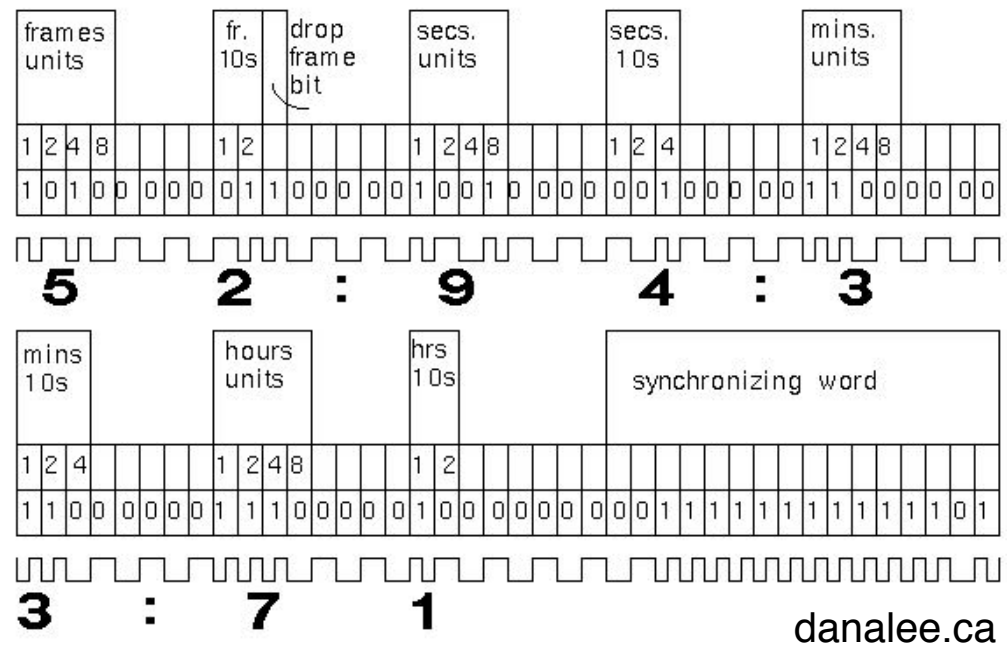 frames units
fr. 10s
drop frame bit
secs. units
secs. 10s
mins. units
1 2 4 8 1 2 1 2 4 8 1 2 4 1 2 4 8
1 0 1 0 0 0 0 0 0 1 1 0 0 0 0 0 1 0 0 1 0 0 0 0 0 0 1 0 0 0 0 0 1 1 0 0 0 0 0 0
5 2 : 9 4 : 3
mins 10s
hours units
hrs 10s
synchronizing word
1 2 4 1 2 4 8 1 2
1 1 0 0 0 0 0 0 1 1 1 0 0 0 0 0 1 0 0 0 0 0 0 0 0 0 1 1 1 1 1 1 1 1 1 1 1 1 0 1
3 : 7 1
danalee.ca